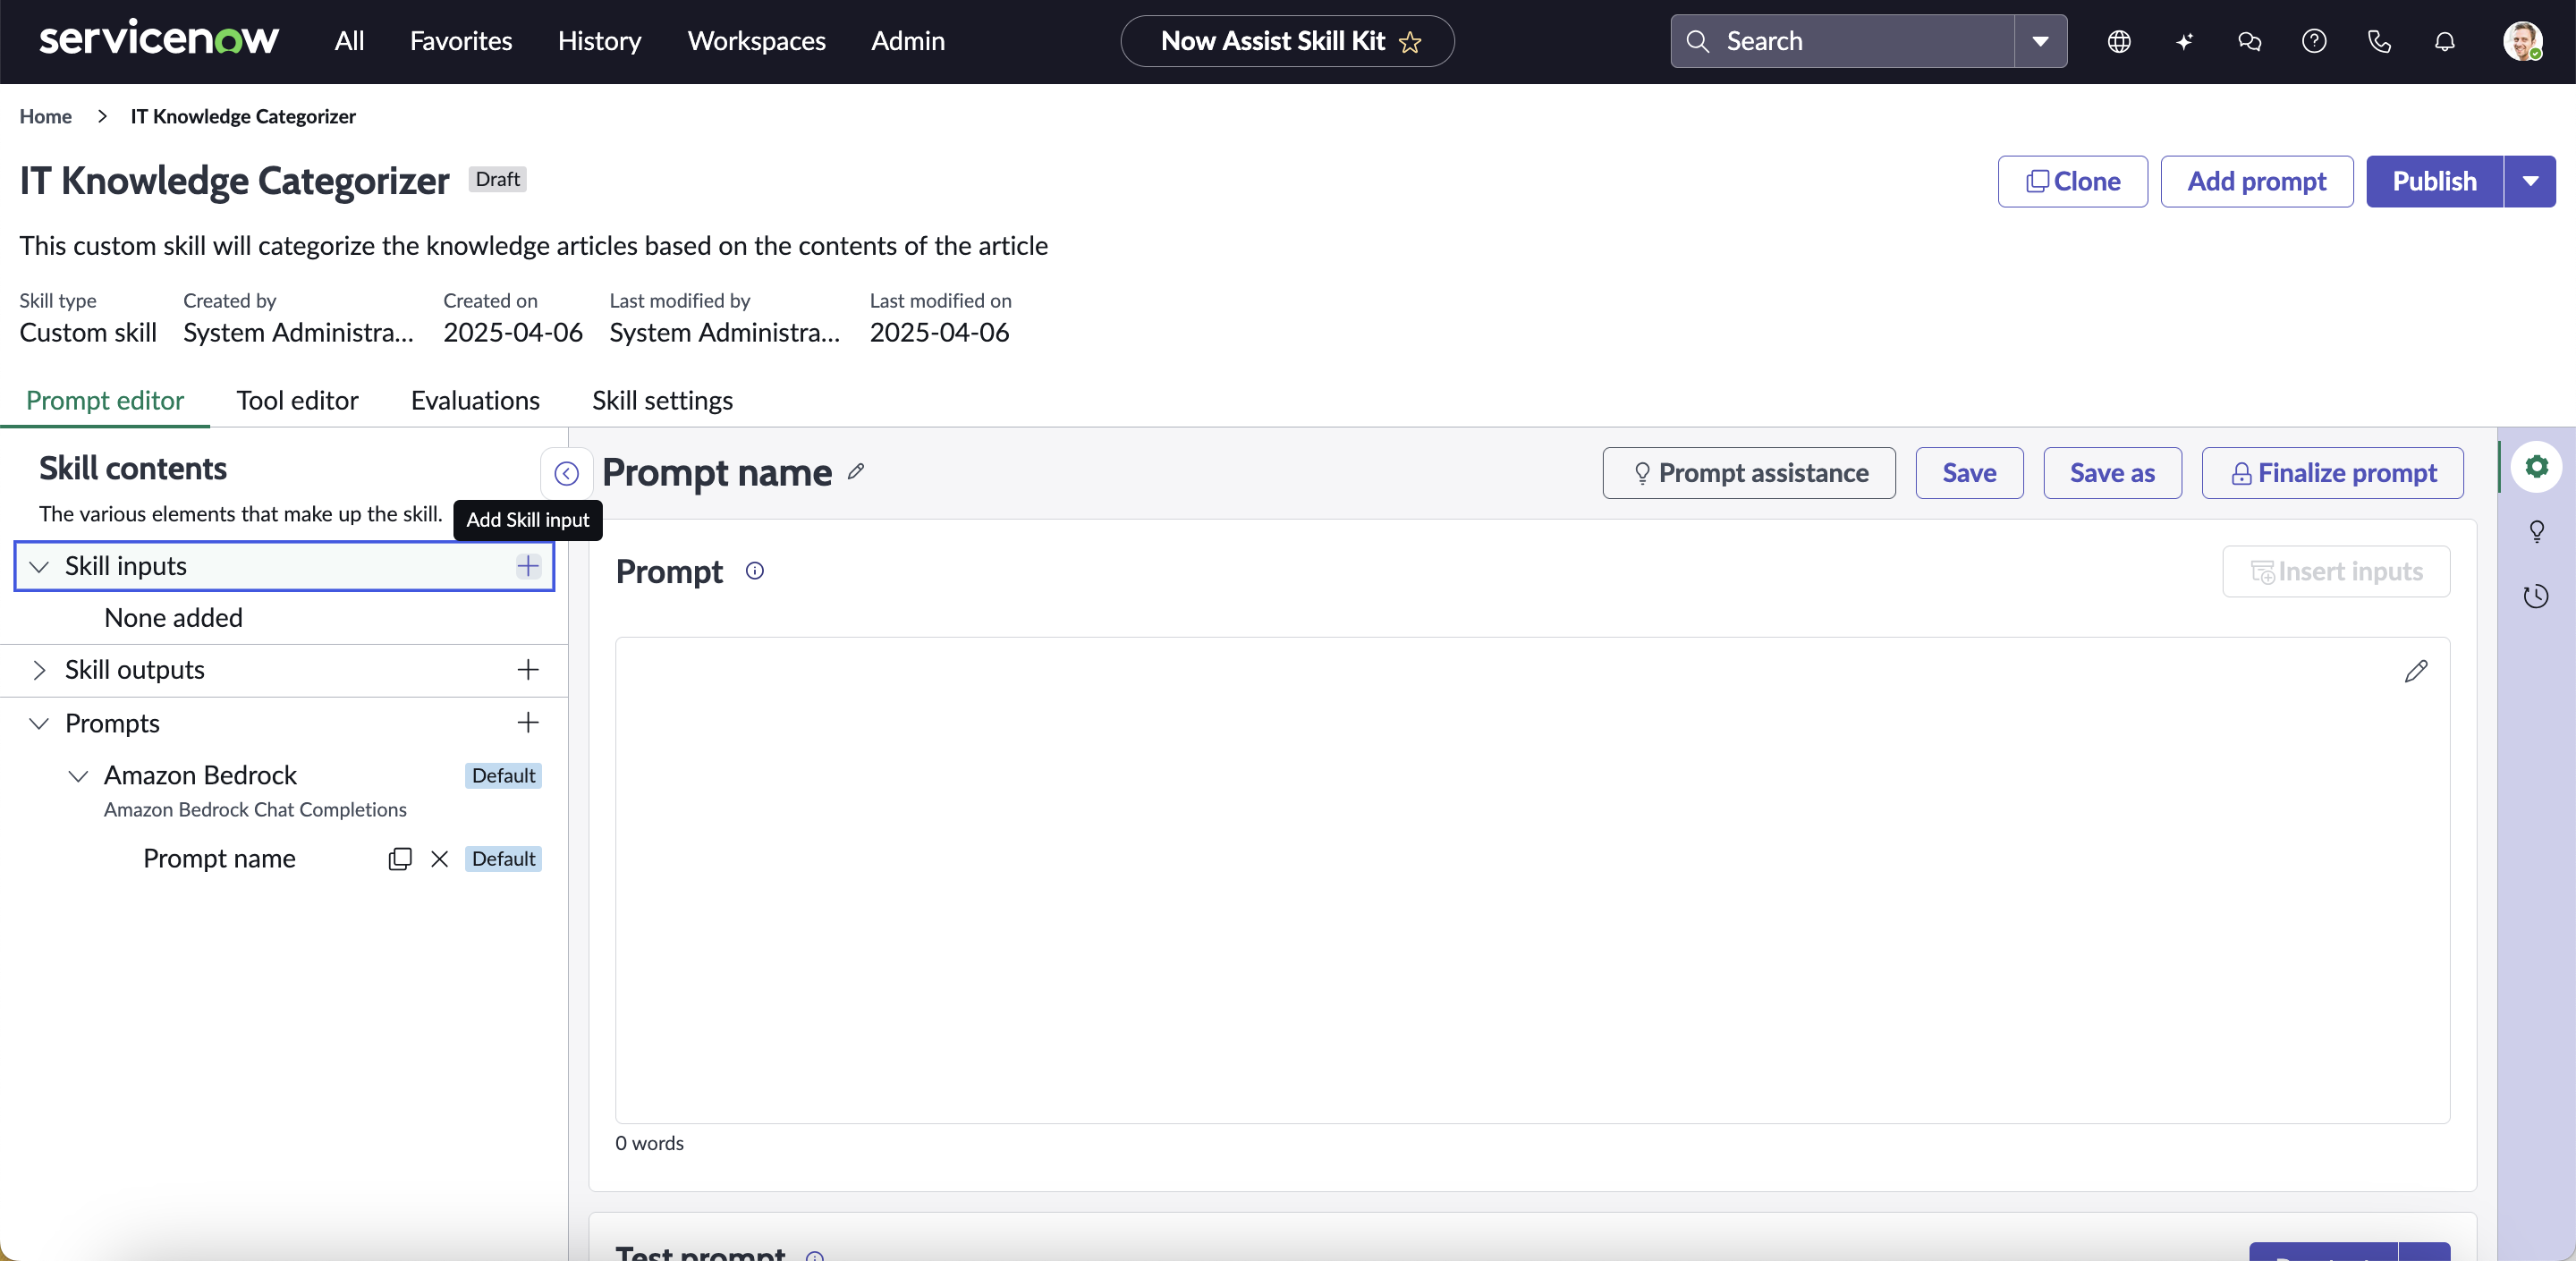 servicenow All Favorites History Workspaces Admin Now Assist Skill Kit Search
Home > IT Knowledge Categorizer
IT Knowledge Categorizer Draft Clone Add prompt Publish
This custom skill will categorize the knowledge articles based on the contents of the article
Skill type Created by Created on Last modified by Last modified on
Custom skill System Administra... 2025-04-06 System Administra... 2025-04-06
Prompt editor Tool editor Evaluations Skill settings
Skill contents
The various elements that make up the skill.
Add Skill input
Skill inputs
None added
Skill outputs
Prompts
Amazon Bedrock Default
Amazon Bedrock Chat Completions
Prompt name Default
Prompt name Prompt assistance Save Save as Finalize prompt
Prompt Insert inputs
0 words
Test prompt